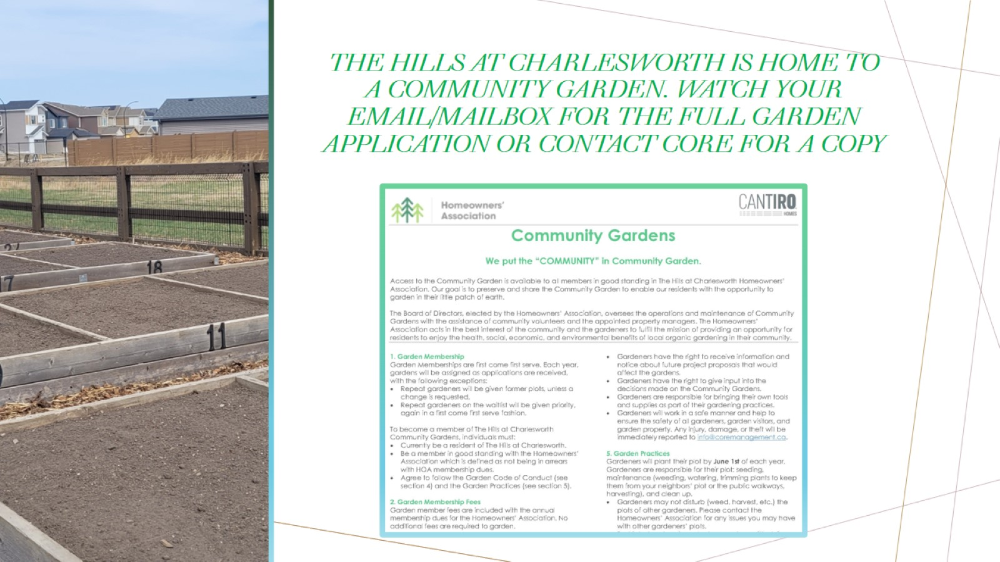 THE HILLS AT CHARLESWORTH IS HOME TO
A COMMUNITY GARDEN. WATCH YOUR
EMAIL/MAILBOX FOR THE FULL GARDEN
APPLICATION OR CONTACT CORE FOR A COPY
Homeowners'
Association
CANTIRO
HOMES
Community Gardens
We put the “COMMUNITY” in Community Garden.
Access to the Community Garden is available to all members in good standing in The Hills at Charlesworth Homeowners'
Association. Our goal is to preserve and share the Community Garden to enable our residents with the opportunity to
garden in their little patch of earth.
The Board of Directors, elected by the Homeowners' Association, oversees the operations and maintenance of Community
Gardens with the assistance of community volunteers and the appointed property managers. The Homeowners'
Association acts in the best interest of the community and the gardeners to fulfill the mission of providing an opportunity for
residents to enjoy the health, social, economic, and environmental benefits of local organic gardening in their community.
1. Garden Membership
Garden Memberships are first come first serve. Each year,
gardens will be assigned as applications are received,
with the following exceptions:
• Repeat gardeners will be given former plots, unless a
change is requested.
• Repeat gardeners on the waitlist will be given priority,
again in a first come first serve fashion.
To become a member of The Hills at Charlesworth
Community Gardens, individuals must:
• Currently be a resident of The Hills at Charlesworth.
• Be a member in good standing with the Homeowners'
Association which is defined as not being in arrears
with HOA membership dues.
• Agree to follow the Garden Code of Conduct (see
section 4) and the Garden Practices (see section 5).
2. Garden Membership Fees
Garden member fees are included with the annual
membership dues for the Homeowners' Association. No
additional fees are required to garden.
• Gardeners have the right to receive information and
notice about future project proposals that would
affect the gardens.
• Gardeners have the right to give input into the
decisions made on the Community Gardens.
• Gardeners are responsible for bringing their own tools
and supplies as part of their gardening practices.
• Gardeners will work in a safe manner and help to
ensure the safety of all gardeners, garden visitors, and
garden property. Any injury, damage, or theft will be
immediately reported to info@coremanagement.ca.
5. Garden Practices
Gardeners will plant their plot by June 1st of each year.
Gardeners are responsible for their plot: seeding,
maintenance (weeding, watering, trimming plants to keep
them from your neighbors' plot or the public walkways,
harvesting), and clean up.
• Gardeners may not disturb (weed, harvest, etc.) the
plots of other gardeners. Please contact the
Homeowners' Association for any issues you may have
with other gardeners' plots.
18
11